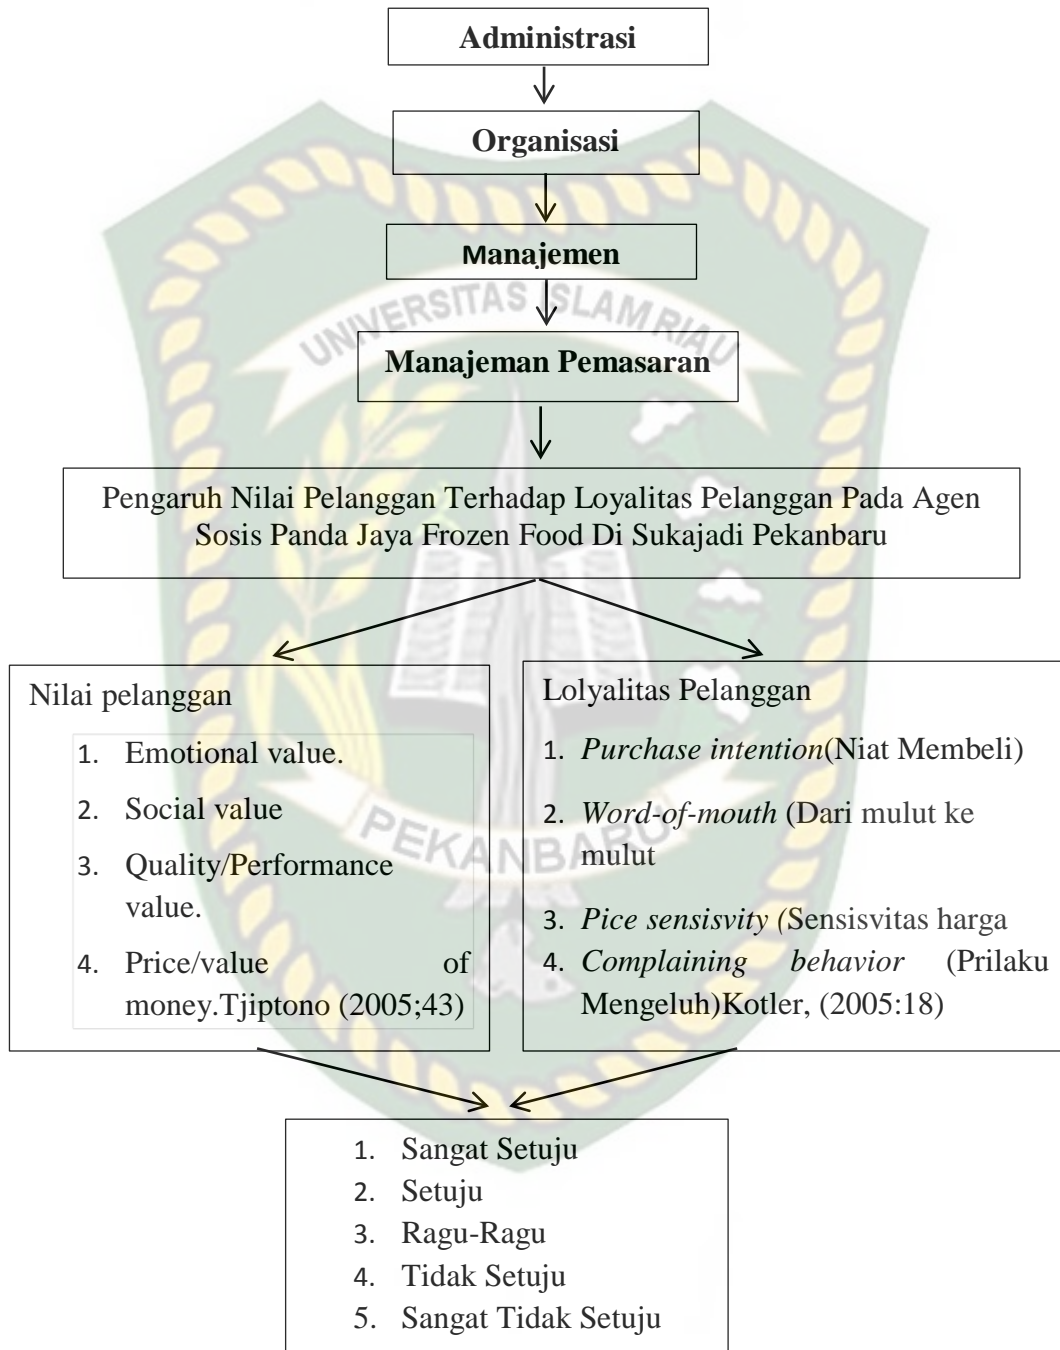 Administrasi
Organisasi
Manajemen
UNIVERSITAS ISLAM RIAU
Manajeman Pemasaran
Pengaruh Nilai Pelanggan Terhadap Loyalitas Pelanggan Pada Agen
Sosis Panda Jaya Frozen Food Di Sukajadi Pekanbaru
Nilai pelanggan
1. Emotional value.
2. Social value
3. Quality/Performance
value.
4. Price/value of
money.Tjiptono (2005;43)
Lolyalitas Pelanggan
1. Purchase intention(Niat Membeli)
2. Word-of-mouth (Dari mulut ke
mulut
3. Pice sensisvity (Sensisvitas harga
4. Complaining behavior (Prilaku
Mengeluh)Kotler, (2005:18)
PEKANBARU
1. Sangat Setuju
2. Setuju
3. Ragu-Ragu
4. Tidak Setuju
5. Sangat Tidak Setuju